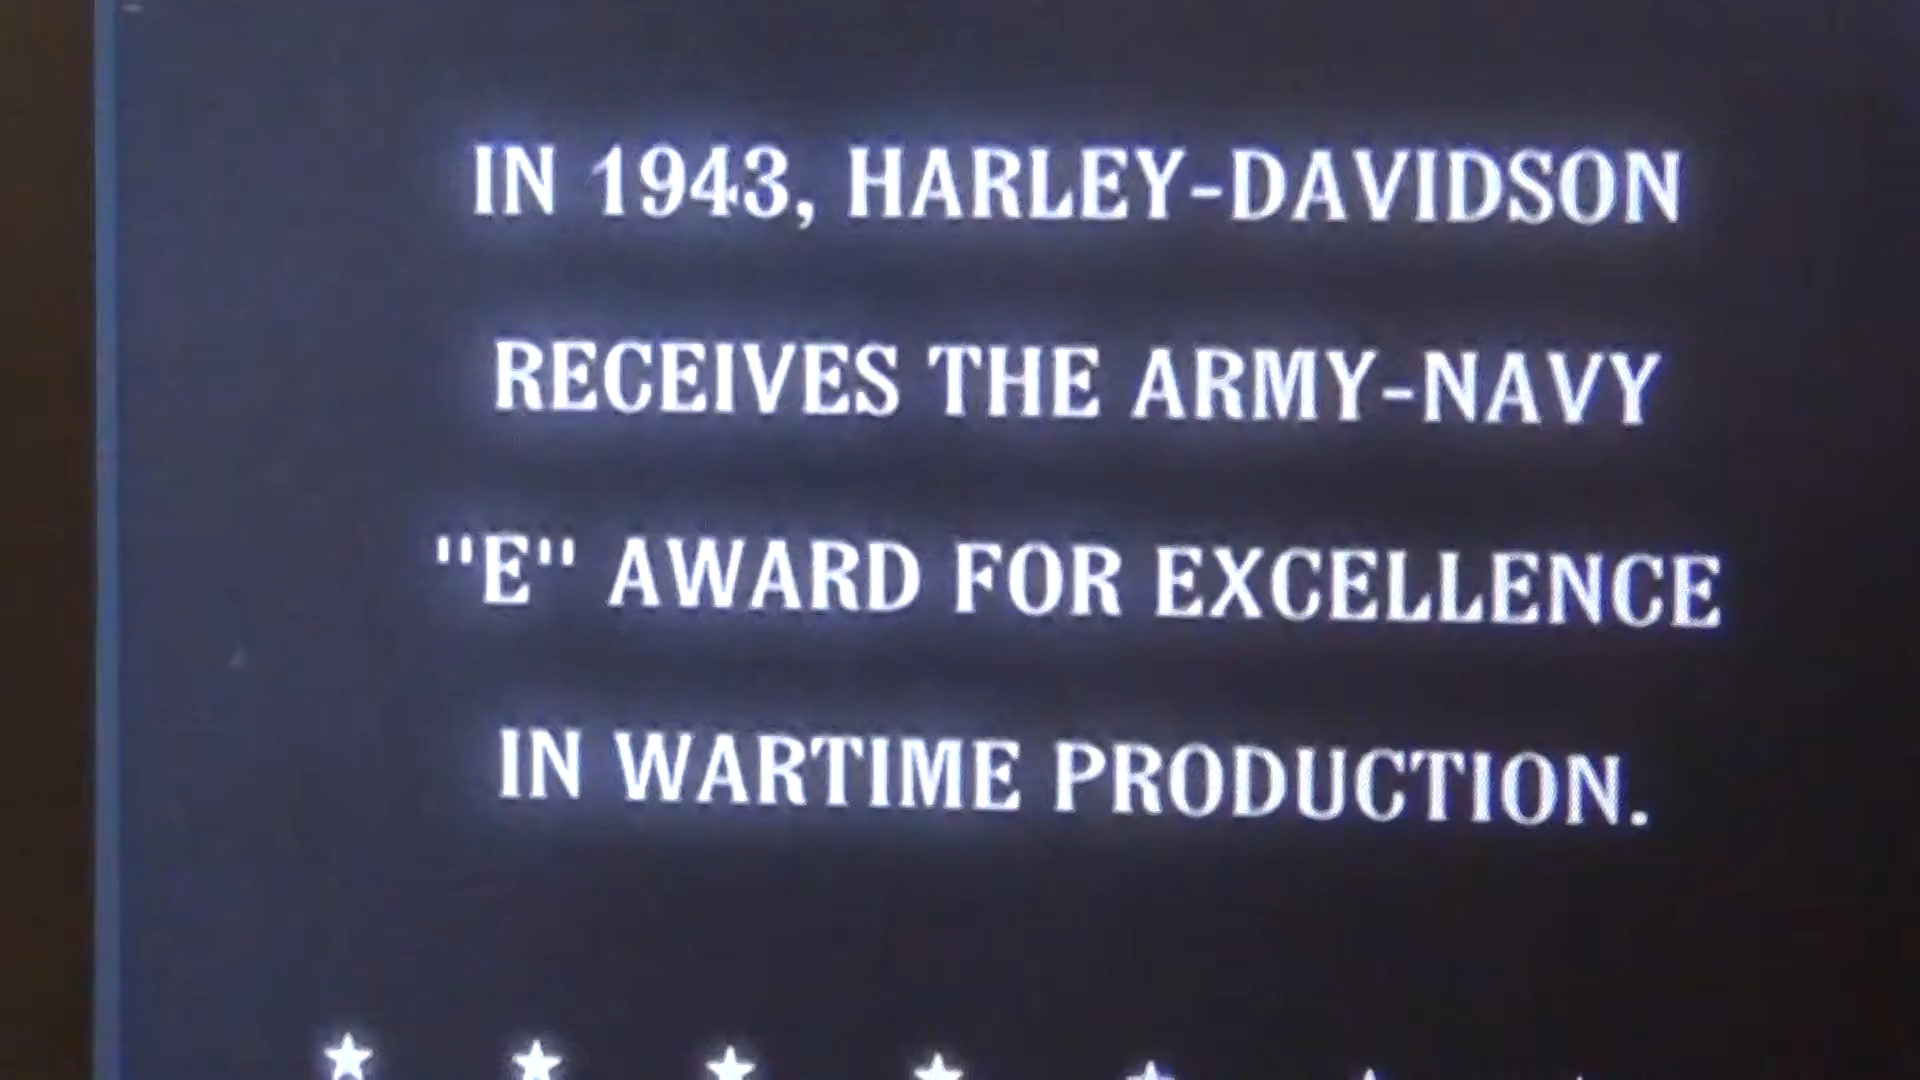 IN 1943, HARLEY-DAVIDSON
RECEIVES THE ARMY-NAVY
"E" AWARD FOR EXCELLENCE
IN WARTIME PRODUCTION.